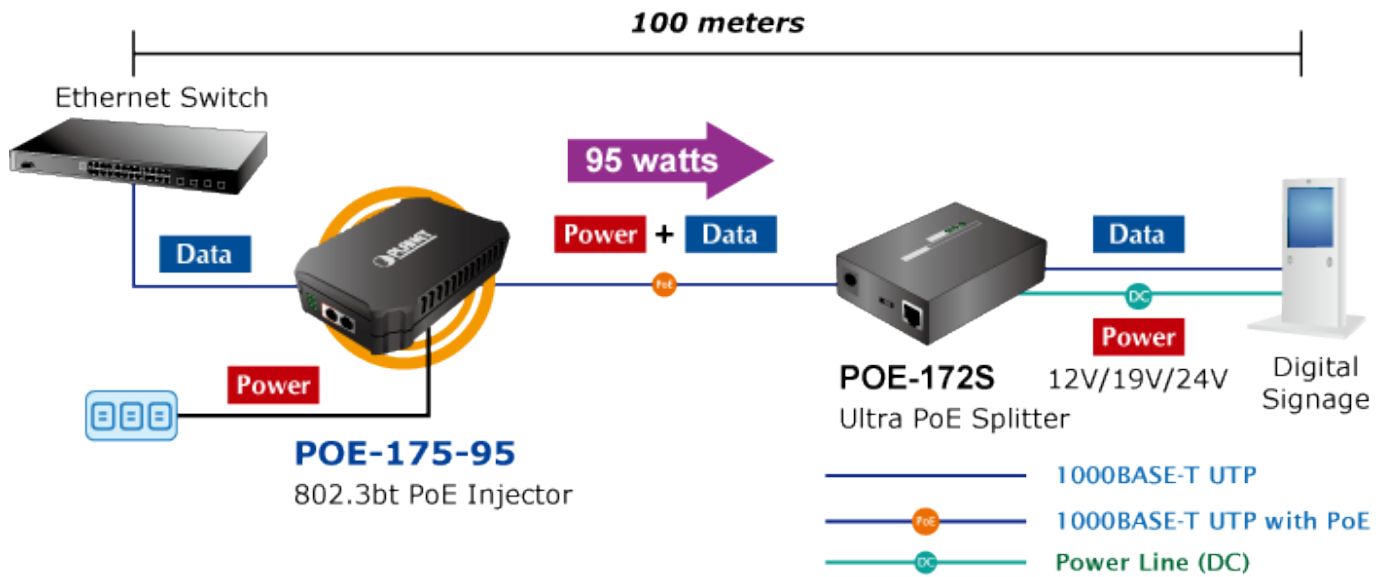 100 meters
Ethernet Switch
95 watts
Power + Data
Data
Data
PLANET
DC
PoE
Power
12V/19V/24V
Power
POE-172S
Ultra PoE Splitter
Digital
Signage
POE-175-95
802.3bt PoE Injector
1000BASE-T UTP
PoE
1000BASE-T UTP with PoE
DC
Power Line (DC)